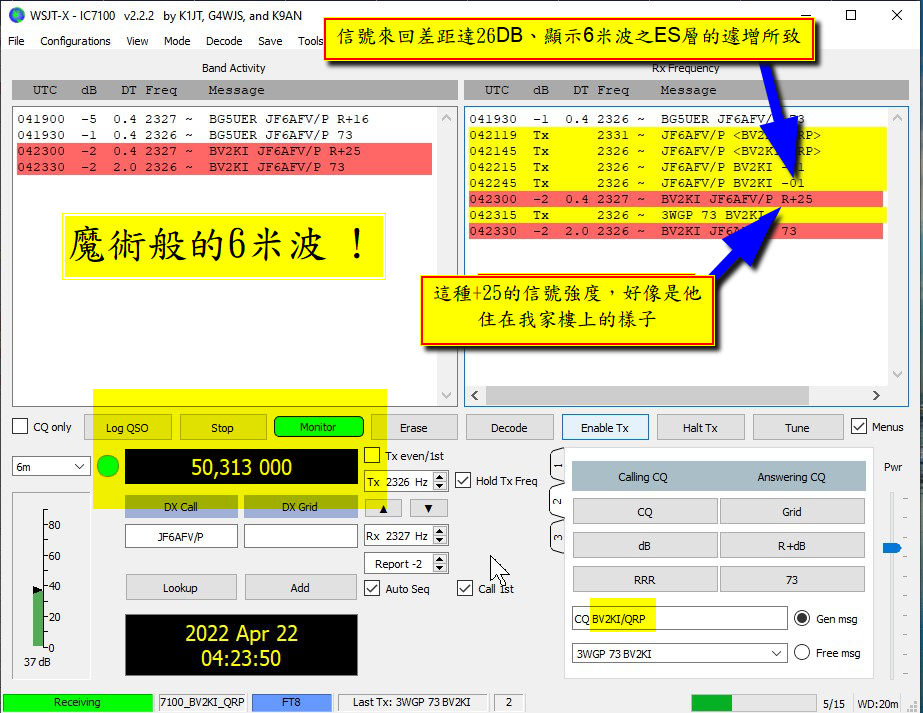 WSJT-X - IC7100 v2.2.2 by K1JT, G4WJS, and K9AN
File Configurations View Mode Decode Save Tools
信號來回差距達26DB、顯示6米波之ES層的遽增所致
Band Activity
UTC dB DT Freq Message
041900 -5 0.4 2327 ~ BG5UER JF6AFV/P R+16
041930 -1 0.4 2326 ~ BG5UER JF6AFV/P 73
042300 -2 0.4 2327 ~ BV2KI JF6AFV/P R+25
042330 -2 2.0 2326 ~ BV2KI JF6AFV/P 73
魔術般的6米波 !
Rx Frequency
UTC dB DT Freq Message
041930 -1 0.4 2326 ~ BG5UER JF6AFV/P 73
042119 Tx 2331 ~ JF6AFV/P <BV2KI RP>
042145 Tx 2326 ~ JF6AFV/P <BV2KI RP>
042215 Tx 2326 ~ JF6AFV/P BV2KI 1
042245 Tx 2326 ~ JF6AFV/P BV2KI -01
042300 -2 0.4 2327 ~ BV2KI JF6AFV/P R+25
042315 Tx 2326 ~ 3WGP 73 BV2KI
042330 -2 2.0 2326 ~ BV2KI JF6 73
這種+25的信號強度，好像是他
住在我家樓上的樣子
CQ only Log QSO Stop Monitor Erase Decode Enable Tx Halt Tx Tune Menus
6m
50,313 000
Tx even/1st
Tx 2326 Hz
Hold Tx Freq
DX Call DX Grid
JF6AFV/P
Rx 2327 Hz
Report -2
Lookup Add
Auto Seq Call 1st
2022 Apr 22
04:23:50
-80
-60
-40
-20
-0
37 dB
1
2
3
Calling CQ Answering CQ
CQ Grid
dB R+dB
RRR 73
CQ BV2KI/QRP Gen msg
3WGP 73 BV2KI Free msg
Pwr
Receiving 7100_BV2KI_QRP FT8 Last Tx: 3WGP 73 BV2KI 2 5/15 WD:20m